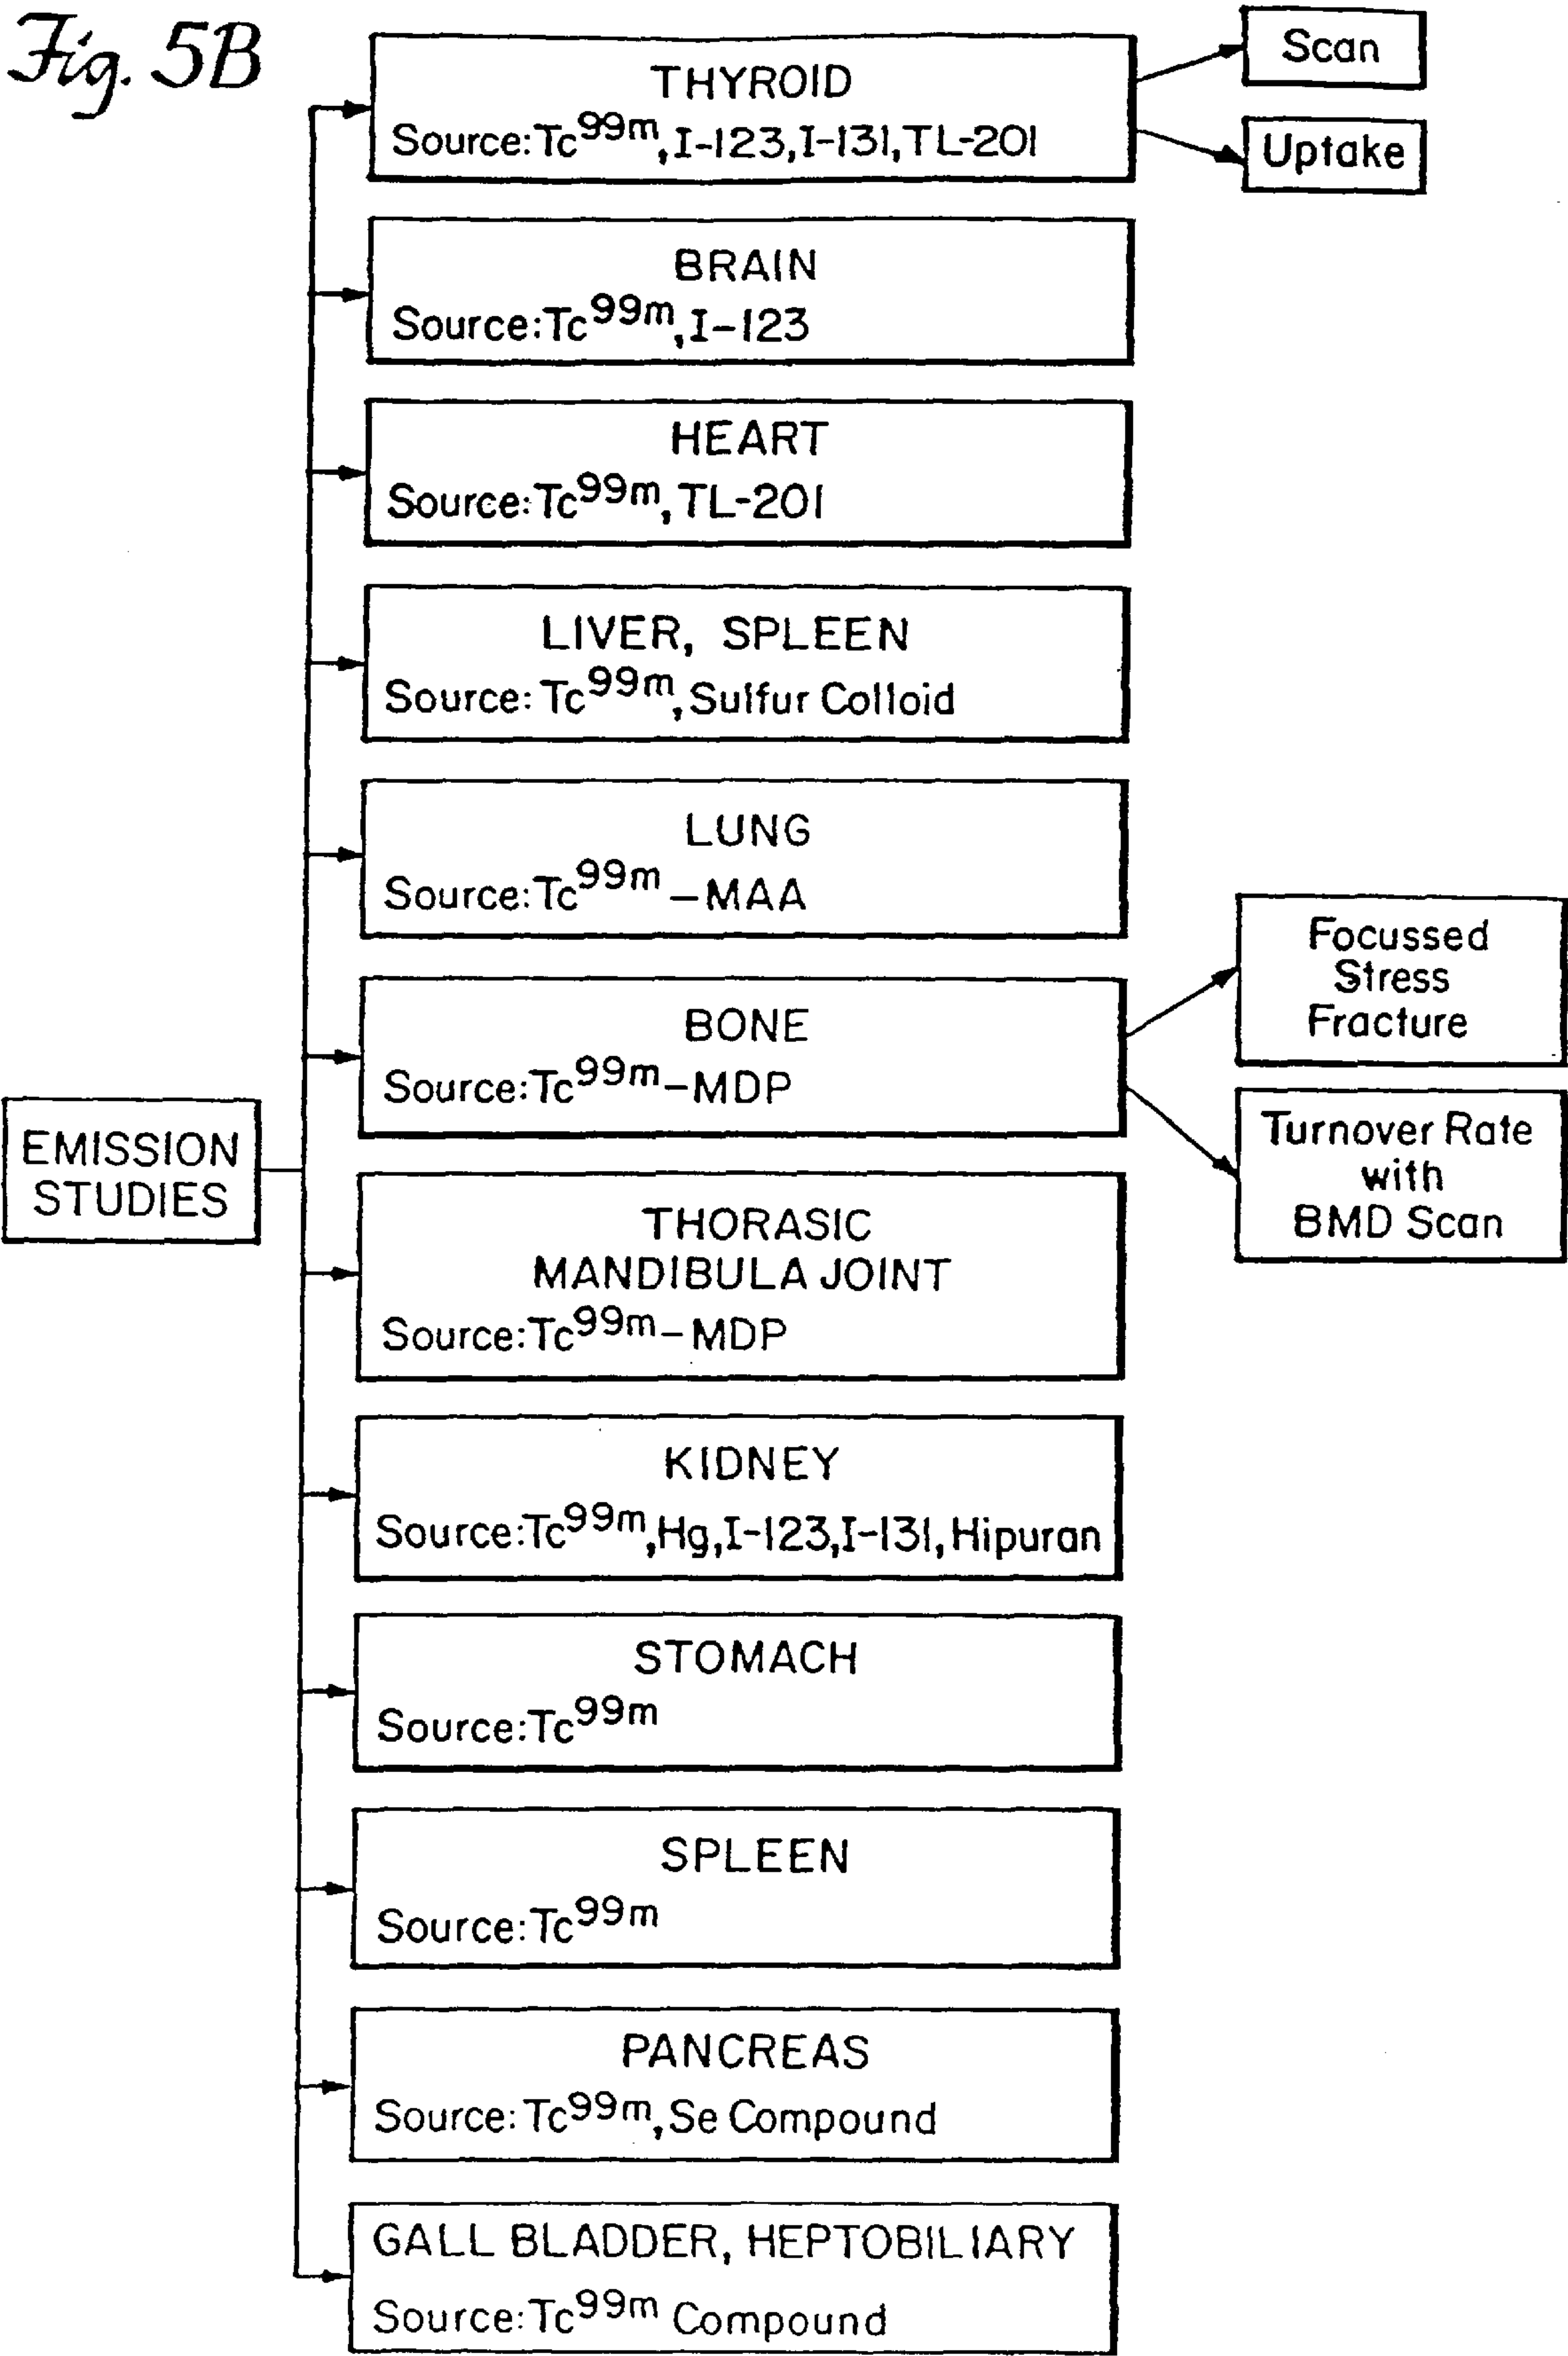 Fig. 5B
THYROID
Source: Tc99m, I-123, I-131, TL-201
Scan
Uptake
BRAIN
Source: Tc99m, I-123
HEART
Source: Tc99m, TL-201
LIVER, SPLEEN
Source: Tc99m, Sulfur Colloid
LUNG
Source: Tc99m - MAA
BONE
Source: Tc99m - MDP
Focussed
Stress
Fracture
Turnover Rate
with
BMD Scan
EMISSION
STUDIES
THORASIC
MANDIBULA JOINT
Source: Tc99m - MDP
KIDNEY
Source: Tc99m, Hg, I-123, I-131, Hipuran
STOMACH
Source: Tc99m
SPLEEN
Source: Tc99m
PANCREAS
Source: Tc99m, Se Compound
GALL BLADDER, HEPTOBILIARY
Source: Tc99m Compound